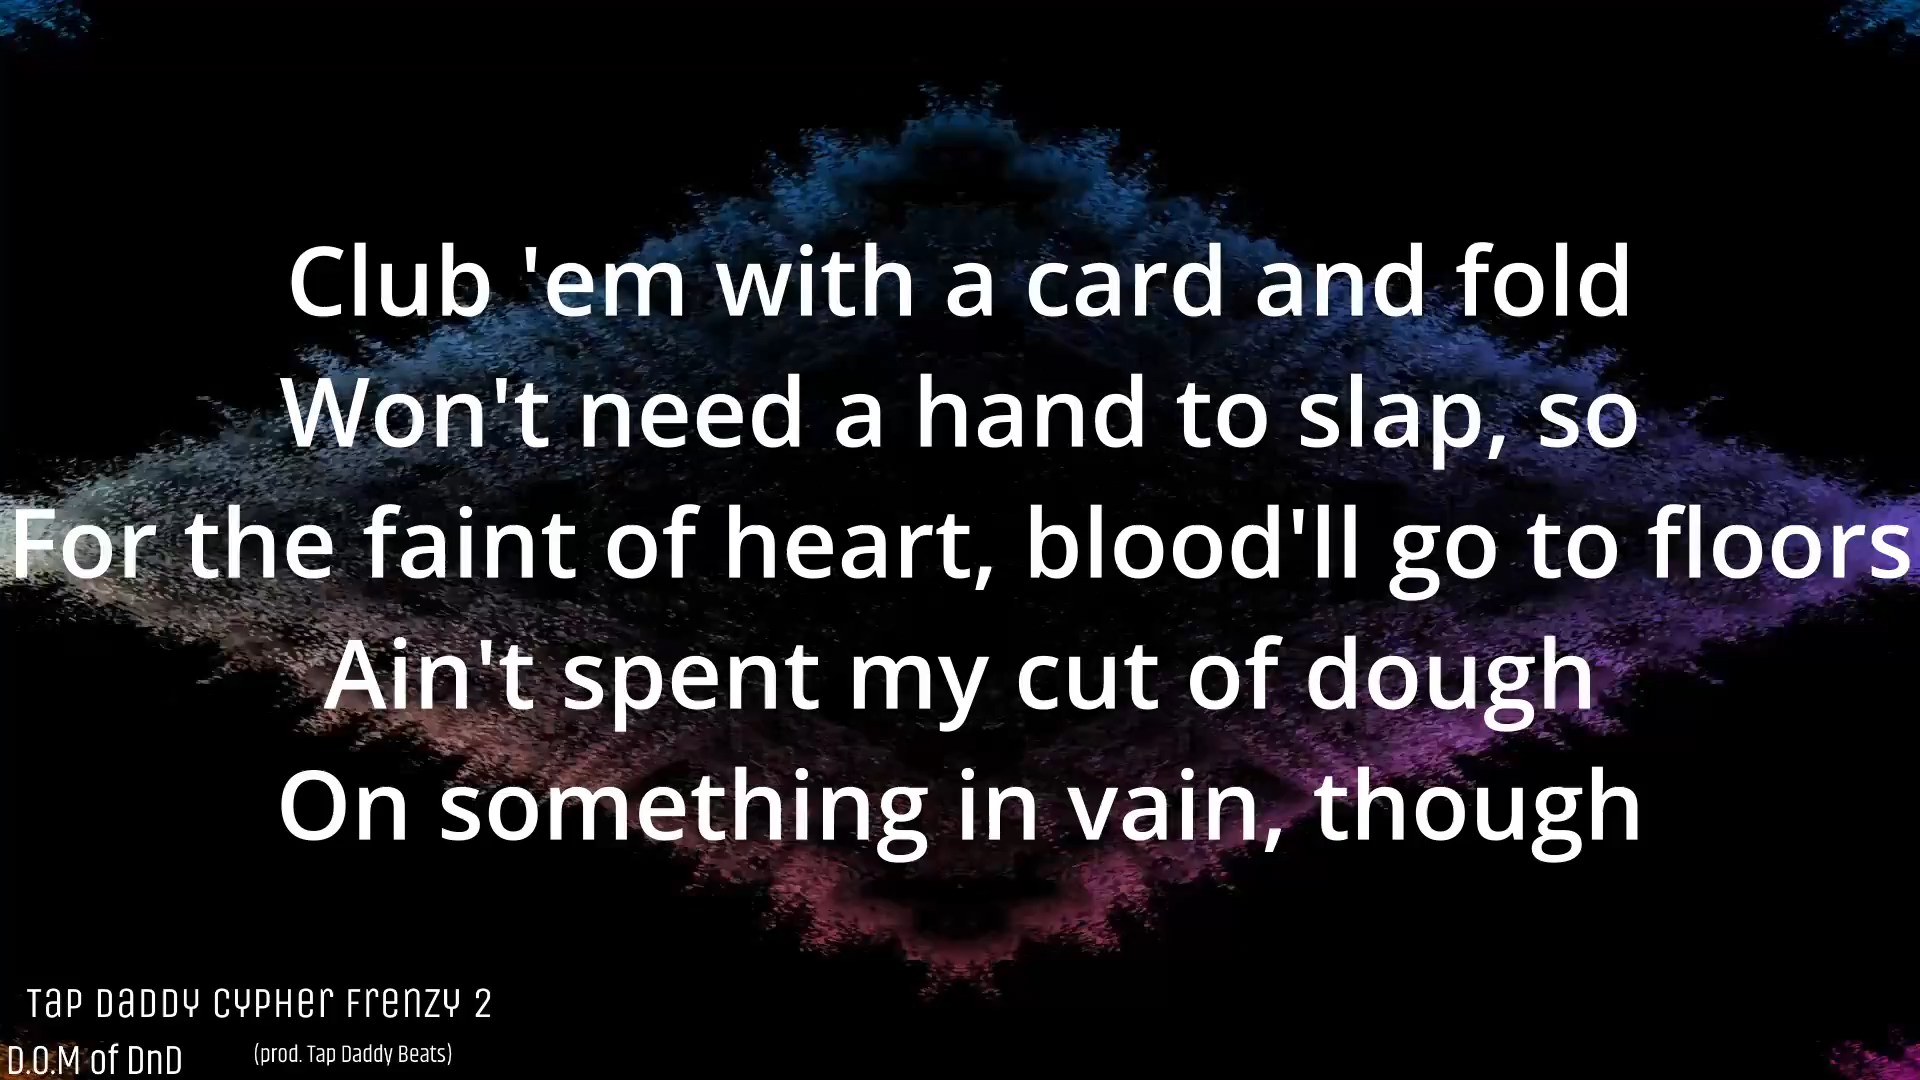 Club 'em with a card and fold
Won't need a hand to slap, so
For the faint of heart, blood'll go to floors
Ain't spent my cut of dough
On something in vain, though
Tap Daddy Cypher Frenzy 2
D.O.M of DnD
(prod. Tap Daddy Beats)